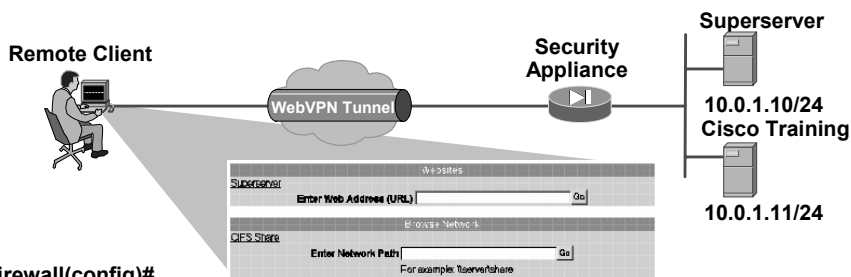 Superserver
Remote Client
Security
Appliance
WebVPN Tunnel
10.0.1.10/24
Cisco Training
10.0.1.11/24
Websites
Superserver
Enter Web Address (URL)
Go
Browse Network
CIFS Share
Enter Network Path
Go
For example: \\server\share
irewall(config)#